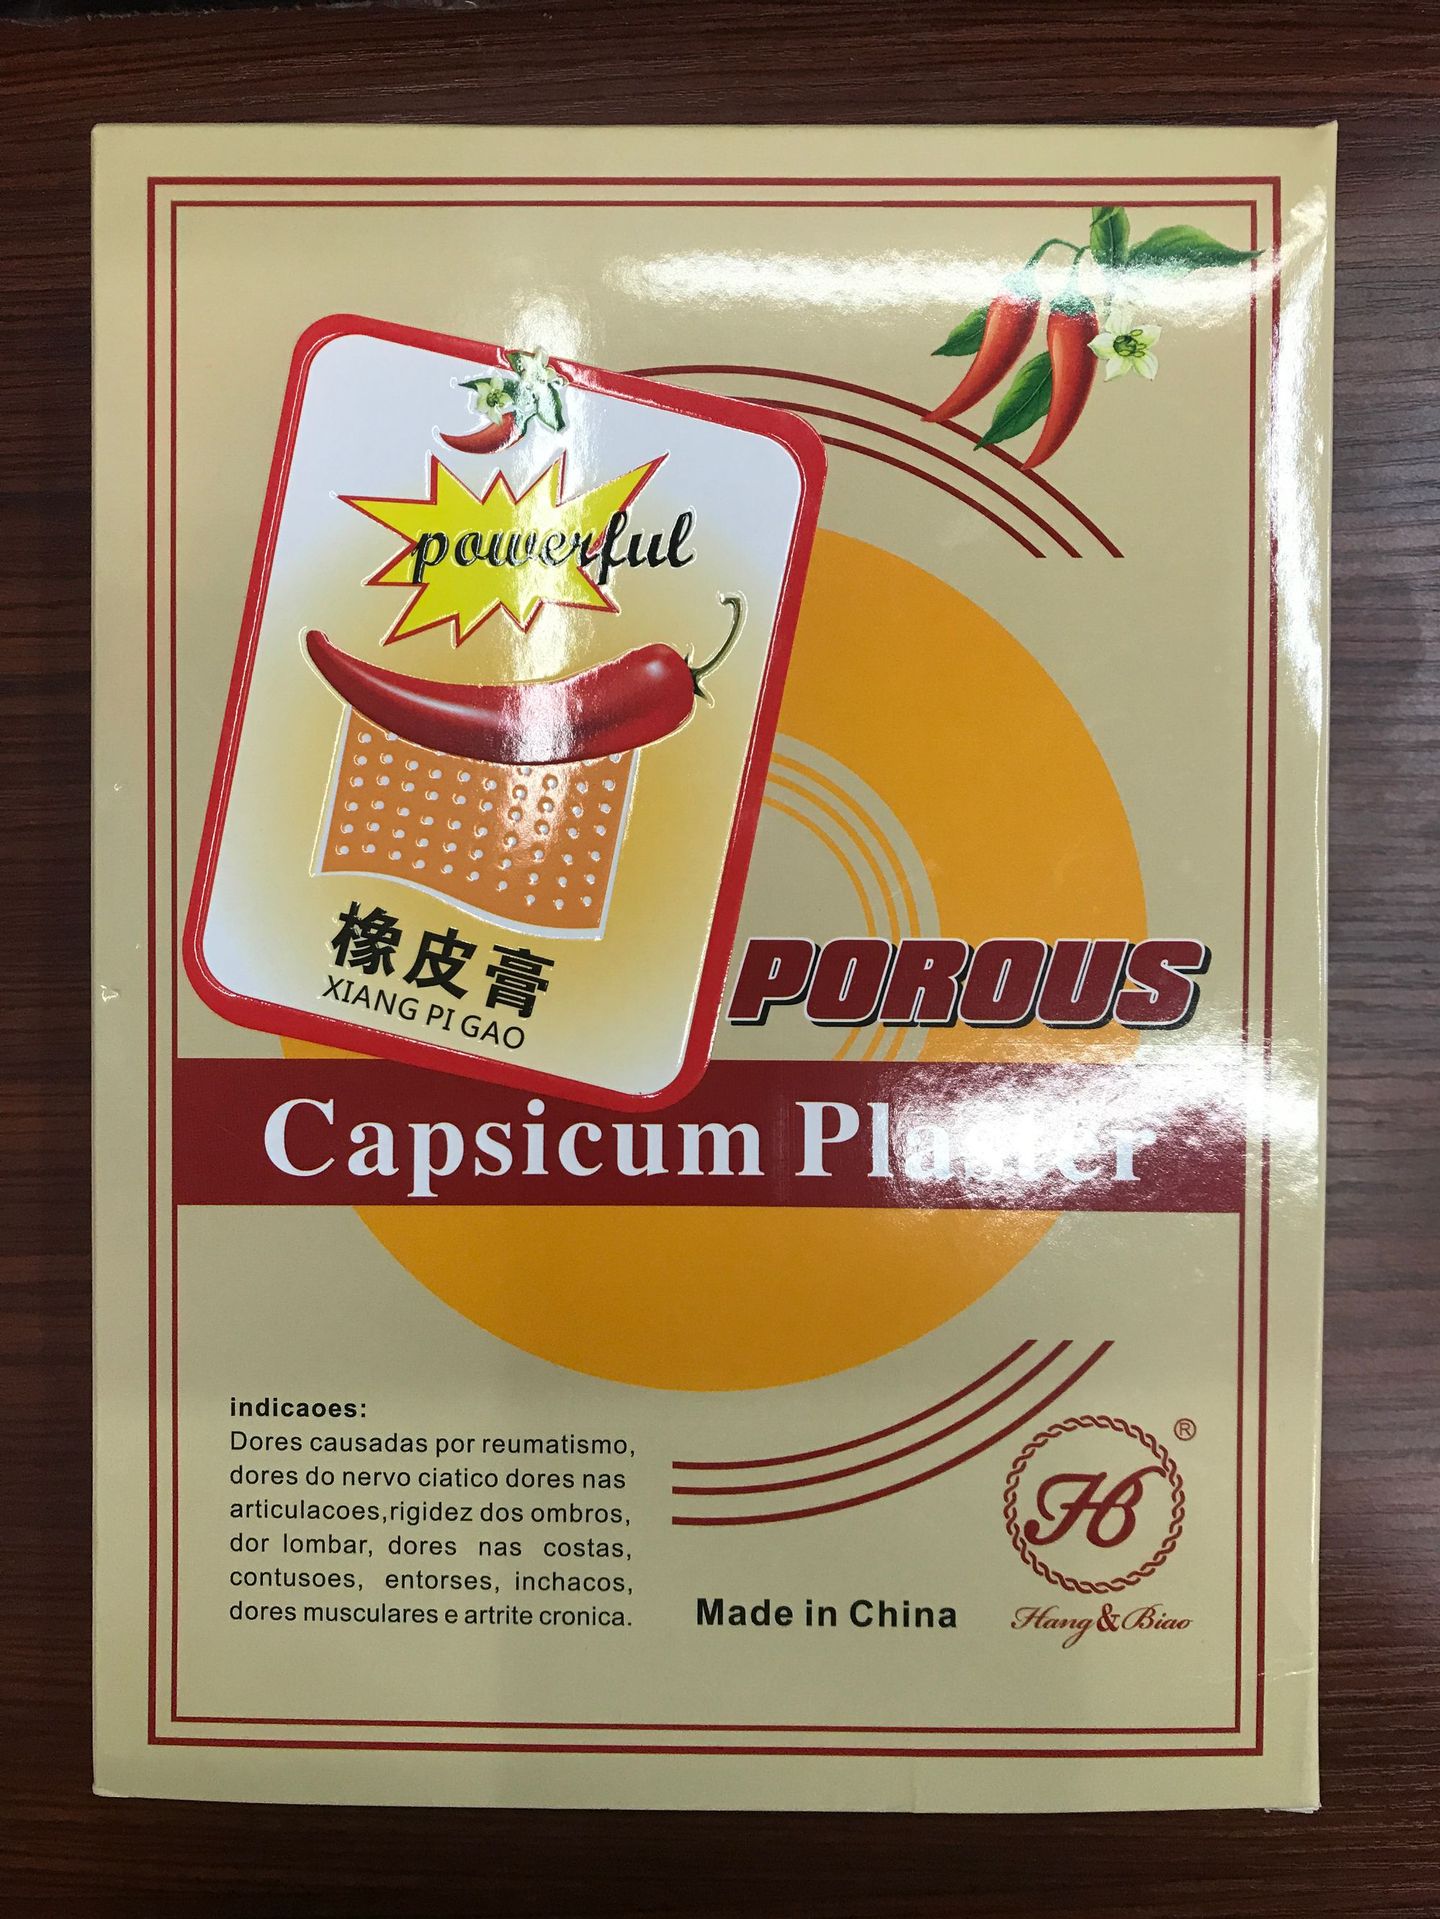 powerful
橡皮膏
XIANG PI GAO
POROUS
Capsicum Plaster
indicaoes:
Dores causadas por reumatismo,
dores do nervo ciatico dores nas
articulacoes,rigidez dos ombros,
dor lombar, dores nas costas,
contusoes, entorses, inchacos,
dores musculares e artrite cronica.
Made in China
HB
®
Hang&Biao